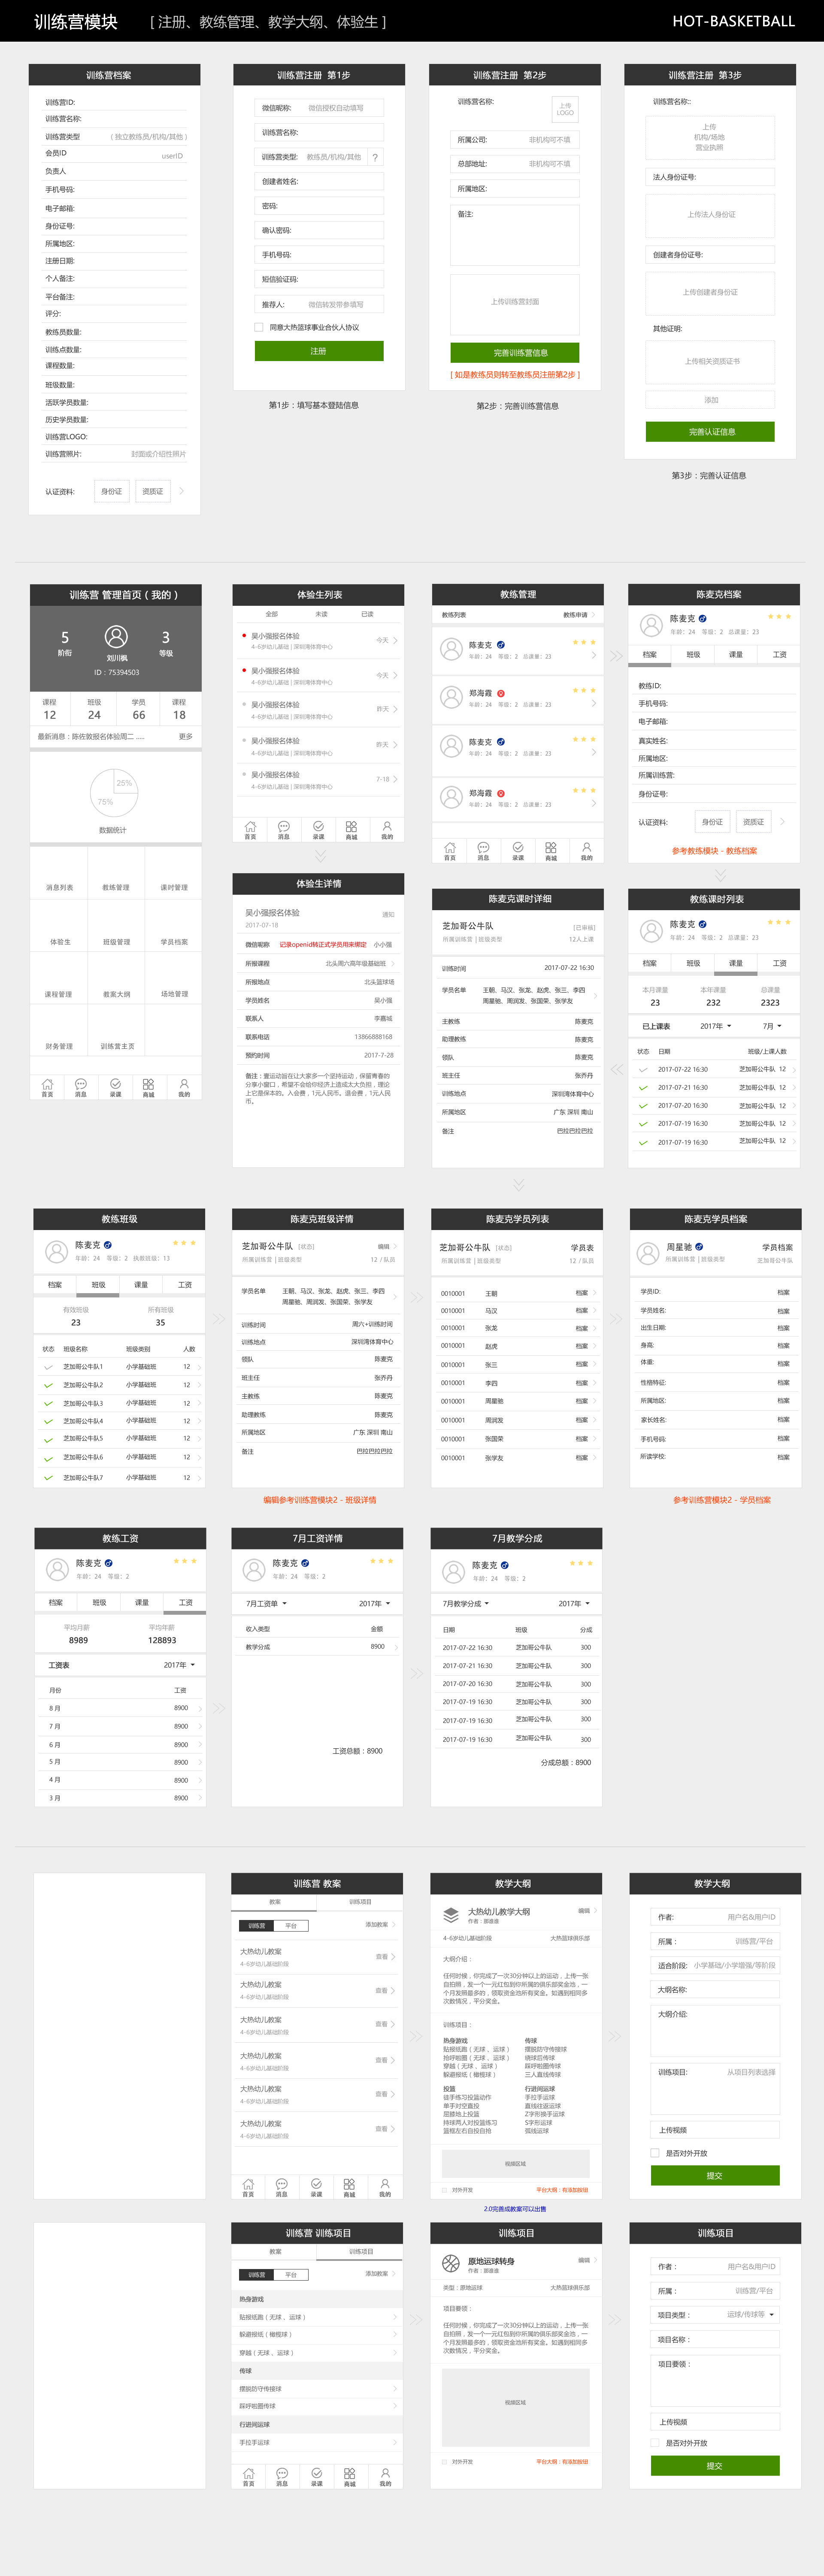 训练营模块 [ 注册、教练管理、教学大纲、体验生 ] HOT-BASKETBALL
训练营档案
训练营ID:
训练营名称:
训练营类型 （ 独立教练员/机构/其他 ）
会员ID userID
负责人
手机号码:
电子邮箱:
身份证号:
所属地区:
注册日期:
个人备注:
平台备注:
评分:
教练员数量:
训练点数量:
课程数量:
班级数量:
活跃学员数量:
历史学员数量:
训练营LOGO:
训练营照片: 封面或介绍性照片
认证资料: 身份证 资质证
训练营注册 第1步
微信昵称: 微信授权自动填写
训练营名称:
训练营类型: 教练员/机构/其他 ?
创建者姓名:
密码:
确认密码:
手机号码:
短信验证码:
推荐人: 微信转发带参填写
同意大热篮球事业合伙人协议
注册
第1步：填写基本登陆信息
训练营注册 第2步
训练营名称: 上传
LOGO
所属公司: 非机构可不填
总部地址: 非机构可不填
所属地区:
备注:
上传训练营封面
完善训练营信息
[ 如是教练员则转至教练员注册第2步 ]
第2步：完善训练营信息
训练营注册 第3步
训练营名称::
上传
机构/场地
营业执照
法人身份证号:
上传法人身份证
创建者身份证号:
上传创建者身份证
其他证明:
上传相关资质证书
添加
完善认证信息
第3步：完善认证信息
训练营 管理首页（ 我的 ）
5 3
阶衔 刘川枫 等级
ID：75394503
课程 班级 学员 课程
12 24 66 18
最新消息：陈佐敦报名体验周二 ..... 更多
25%
75%
数据统计
消息列表 教练管理 课时管理
体验生 班级管理 学员档案
课程管理 教案大纲 场地管理
财务管理 训练营主页
首页 消息 录课 商城 我的
体验生列表
全部 未读 已读
吴小强报名体验 今天
4-6岁幼儿基础 | 深圳湾体育中心
吴小强报名体验 今天
4-6岁幼儿基础 | 深圳湾体育中心
吴小强报名体验 昨天
4-6岁幼儿基础 | 深圳湾体育中心
吴小强报名体验 昨天
4-6岁幼儿基础 | 深圳湾体育中心
吴小强报名体验 7-18
4-6岁幼儿基础 | 深圳湾体育中心
首页 消息 录课 商城 我的
体验生详情
吴小强报名体验 通知
2017-07-18
微信昵称 记录openid转正式学员用来绑定 小小强
所报课程 北头周六高年级基础班
所报地点 北头篮球场
学员姓名 吴小强
联系人 李嘉城
联系电话 13866888168
预约时间 2017-7-28
备注：壹运动旨在让大家多一个坚持运动，保留青春的
分享小窗口，希望不会给你经济上造成太大负担，理论
上它是保本的。入会费，1元人民币。退会费，1元人民
币。
教练管理
教练列表 教练申请
陈麦克
年龄：24 等级：2 总课量：23
郑海霞
年龄：24 等级：2 总课量：23
陈麦克
年龄：24 等级：2 总课量：23
郑海霞
年龄：24 等级：2 总课量：23
首页 消息 录课 商城 我的
陈麦克档案
陈麦克
年龄：24 等级：2 总课量：23
档案 班级 课量 工资
教练ID:
手机号码:
电子邮箱:
真实姓名:
所属地区:
所属训练营:
身份证号:
认证资料: 身份证 资质证
参考教练模块 - 教练档案
陈麦克课时详细
芝加哥公牛队 [已审核]
所属训练营 | 班级类型 12人上课
训练时间 2017-07-22 16:30
学员名单 王朝、马汉、张龙、赵虎、张三、李四
周星驰、周润发、张国荣、张学友
主教练 陈麦克
助理教练 陈麦克
领队 陈麦克
班主任 张乔丹
训练地点 深圳湾体育中心
所属地区 广东 深圳 南山
备注 巴拉巴拉巴拉
教练课时列表
陈麦克
年龄：24 等级：2 总课量：23
档案 班级 课量 工资
本月课量 本年课量 总课量
23 232 2323
已上课表 2017年 7月
状态 日期 班级/上课人数
2017-07-22 16:30 芝加哥公牛队 12
2017-07-21 16:30 芝加哥公牛队 12
2017-07-20 16:30 芝加哥公牛队 12
2017-07-19 16:30 芝加哥公牛队 12
2017-07-19 16:30 芝加哥公牛队 12
教练班级
陈麦克
年龄：24 等级：2 执教班级：13
档案 班级 课量 工资
有效班级 所有班级
23 35
状态 班级名称 班级类别 人数
芝加哥公牛队1 小学基础班 12
芝加哥公牛队2 小学基础班 12
芝加哥公牛队3 小学基础班 12
芝加哥公牛队4 小学基础班 12
芝加哥公牛队5 小学基础班 12
芝加哥公牛队6 小学基础班 12
芝加哥公牛队7 小学基础班 12
陈麦克班级详情
芝加哥公牛队 [状态] 编辑
所属训练营 | 班级类型 12 / 队员
学员名单 王朝、马汉、张龙、赵虎、张三、李四
周星驰、周润发、张国荣、张学友
训练时间 周六+训练时间
训练地点 深圳湾体育中心
领队 陈麦克
班主任 张乔丹
主教练 陈麦克
助理教练 陈麦克
所属地区 广东 深圳 南山
备注 巴拉巴拉巴拉
编辑参考训练营模块2 - 班级详情
陈麦克学员列表
芝加哥公牛队 [状态] 学员表
所属训练营 | 班级类型 12 / 队员
0010001 王朝 档案
0010001 马汉 档案
0010001 张龙 档案
0010001 赵虎 档案
0010001 张三 档案
0010001 李四 档案
0010001 周星驰 档案
0010001 周润发 档案
0010001 张国荣 档案
0010001 张学友 档案
陈麦克学员档案
周星驰 学员档案
所属训练营 | 班级类型 芝加哥公牛队
学员ID: 档案
学员姓名: 档案
出生日期: 档案
身高: 档案
体重: 档案
性格特征: 档案
所属地区: 档案
家长姓名: 档案
手机号码: 档案
所读学校: 档案
参考训练营模块2 - 学员档案
教练工资
陈麦克
年龄：24 等级：2
档案 班级 课量 工资
平均月薪 平均年薪
8989 128893
工资表 2017年
月份 工资
8 月 8900
7 月 8900
6 月 8900
5 月 8900
4 月 8900
3 月 8900
7月工资详情
陈麦克
年龄：24 等级：2
7月工资单 2017年
收入类型 金额
教学分成 8900
工资总额：8900
7月教学分成
陈麦克
年龄：24 等级：2
7月教学分成 2017年
日期 班级 分成
2017-07-22 16:30 芝加哥公牛队 300
2017-07-21 16:30 芝加哥公牛队 300
2017-07-20 16:30 芝加哥公牛队 300
2017-07-19 16:30 芝加哥公牛队 300
2017-07-19 16:30 芝加哥公牛队 300
2017-07-19 16:30 芝加哥公牛队 300
分成总额：8900
训练营 教案
教案 训练项目
训练营 平台 添加教案
大热幼儿教案 查看
4-6岁幼儿基础阶段
大热幼儿教案 查看
4-6岁幼儿基础阶段
大热幼儿教案 查看
4-6岁幼儿基础阶段
大热幼儿教案 查看
4-6岁幼儿基础阶段
大热幼儿教案 查看
4-6岁幼儿基础阶段
大热幼儿教案 查看
4-6岁幼儿基础阶段
首页 消息 录课 商城 我的
教学大纲
大热幼儿教学大纲 编辑
作者：那谁谁
4-6岁幼儿基础阶段 大热篮球俱乐部
大纲介绍：
任何时候，你完成了一次30分钟以上的运动，上传一张
自拍照，发一个一元红包到你所属的俱乐部奖金池，一
个月发照最多的，领取资金池所有奖金。如遇到相同多
次数情况，平分奖金。
训练项目：
热身游戏 传球
贴报纸跑（无球 、运球 ） 摆脱防守传接球
抢呼啦圈（无球 、运球 ） 绕球后传球
穿越（ 无球 、运球 ） 踩呼啦圈传球
躲避报纸（ 橄榄球 ） 三人直线传球
投篮 行进间运球
徒手练习投篮动作 手拉手运球
单手对空直投 直线往返运球
屈膝地上投篮 Z字形换手运球
持球两人对投篮练习 S字形运球
篮框左右自投自抢 弧线运球
视频区域
对外开发
2.0完善成教案可以出售
教学大纲
作者: 用户名&用户ID
所属： 训练营/平台
适合阶段: 小学基础/小学增强/等阶段
大纲名称:
大纲介绍:
训练项目: 从项目列表选择
上传视频
是否对外开放
提交
训练营 训练项目
教案 训练项目
训练营 平台 添加教案
热身游戏
贴报纸跑（ 无球 、运球 ）
躲避报纸（ 橄榄球 ）
穿越（ 无球 、运球 ）
传球
摆脱防守传接球
踩呼啦圈传球
行进间运球
手拉手运球
首页 消息 录课 商城 我的
训练项目
原地运球转身 编辑
作者：那谁谁
类型：原地运球 大热篮球俱乐部
项目要领：
任何时候，你完成了一次30分钟以上的运动，上传一张
自拍照，发一个一元红包到你所属的俱乐部奖金池，一
个月发照最多的，领取资金池所有奖金。如遇到相同多
次数情况，平分奖金。
视频区域
对外开发
训练项目
作者： 用户名&用户ID
所属： 训练营/平台
项目类型： 运球/传球等
项目名称：
项目要领：
上传视频
是否对外开放
提交